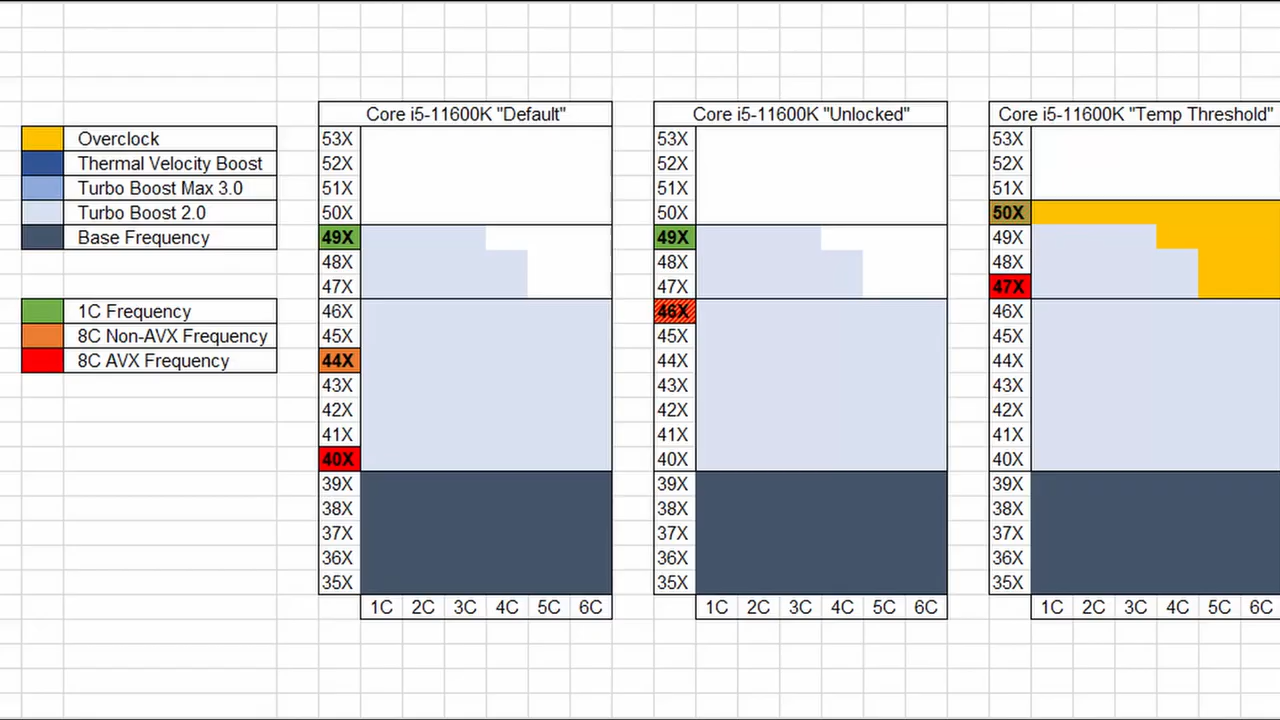 Core i5-11600K "Default"
Core i5-11600K "Unlocked"
Core i5-11600K "Temp Threshold"
Overclock
Thermal Velocity Boost
Turbo Boost Max 3.0
Turbo Boost 2.0
Base Frequency
1C Frequency
8C Non-AVX Frequency
8C AVX Frequency
53X
52X
51X
50X
49X
48X
47X
46X
45X
44X
43X
42X
41X
40X
39X
38X
37X
36X
35X
1C 2C 3C 4C 5C 6C
53X
52X
51X
50X
49X
48X
47X
46X
45X
44X
43X
42X
41X
40X
39X
38X
37X
36X
35X
1C 2C 3C 4C 5C 6C
53X
52X
51X
50X
49X
48X
47X
46X
45X
44X
43X
42X
41X
40X
39X
38X
37X
36X
35X
1C 2C 3C 4C 5C 6C